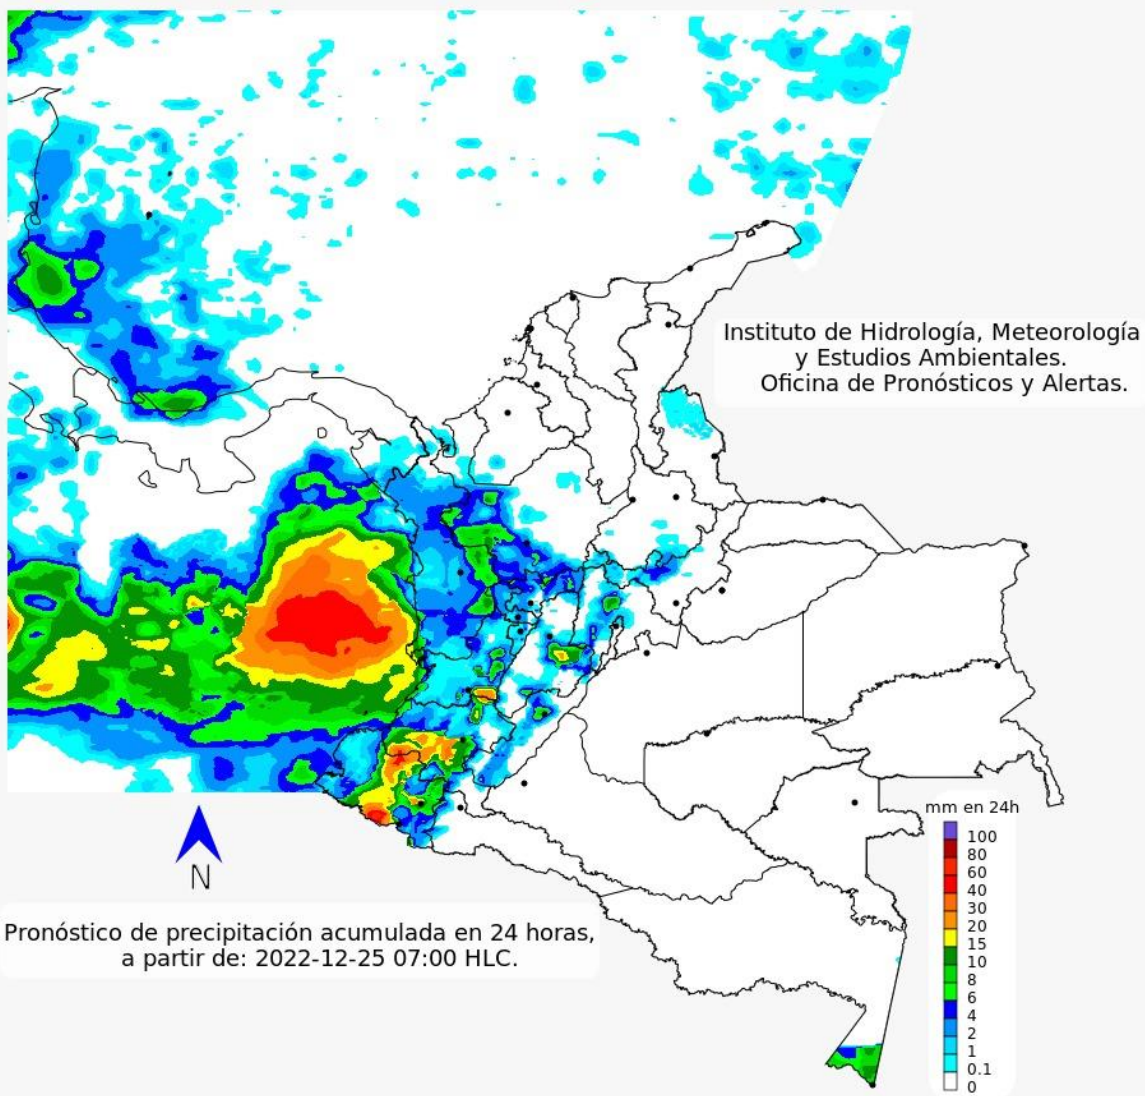 Instituto de Hidrología, Meteorología
y Estudios Ambientales.
Oficina de Pronósticos y Alertas.
mm en 24h
100
80
60
40
30
20
15
10
8
6
4
2
1
0.1
0
N
Pronóstico de precipitación acumulada en 24 horas,
a partir de: 2022-12-25 07:00 HLC.